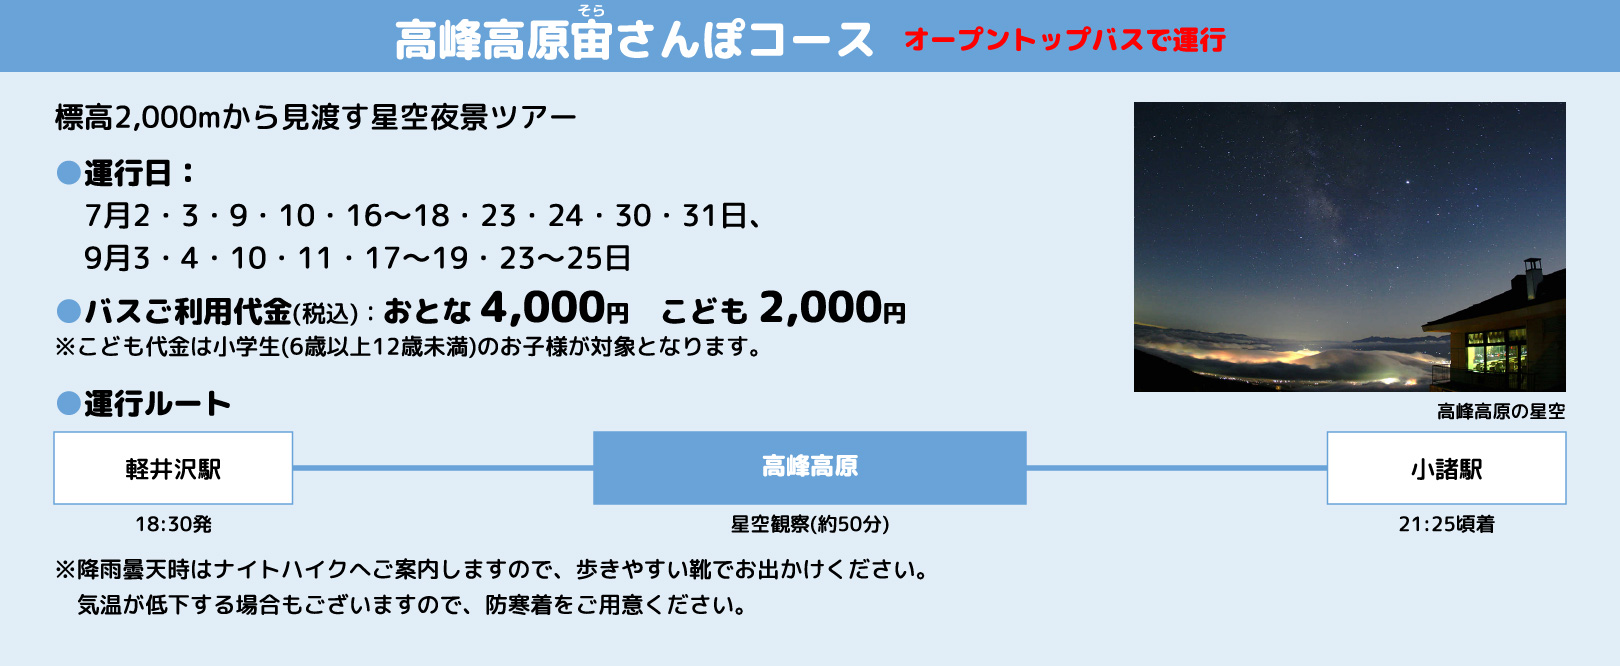 そら
高峰高原宙さんぽコース オープントップバスで運行
標高2,000mから見渡す星空夜景ツアー
●運行日：
7月2・3・9・10・16～18・23・24・30・31日、
9月3・4・10・11・17～19・23～25日
●バスご利用代金(税込)：おとな 4,000円　こども 2,000円
※こども代金は小学生(6歳以上12歳未満)のお子様が対象となります。
高峰高原の星空
●運行ルート
軽井沢駅 高峰高原 小諸駅
18:30発 星空観察(約50分) 21:25頃着
※降雨曇天時はナイトハイクへご案内しますので、歩きやすい靴でお出かけください。
気温が低下する場合もございますので、防寒着をご用意ください。